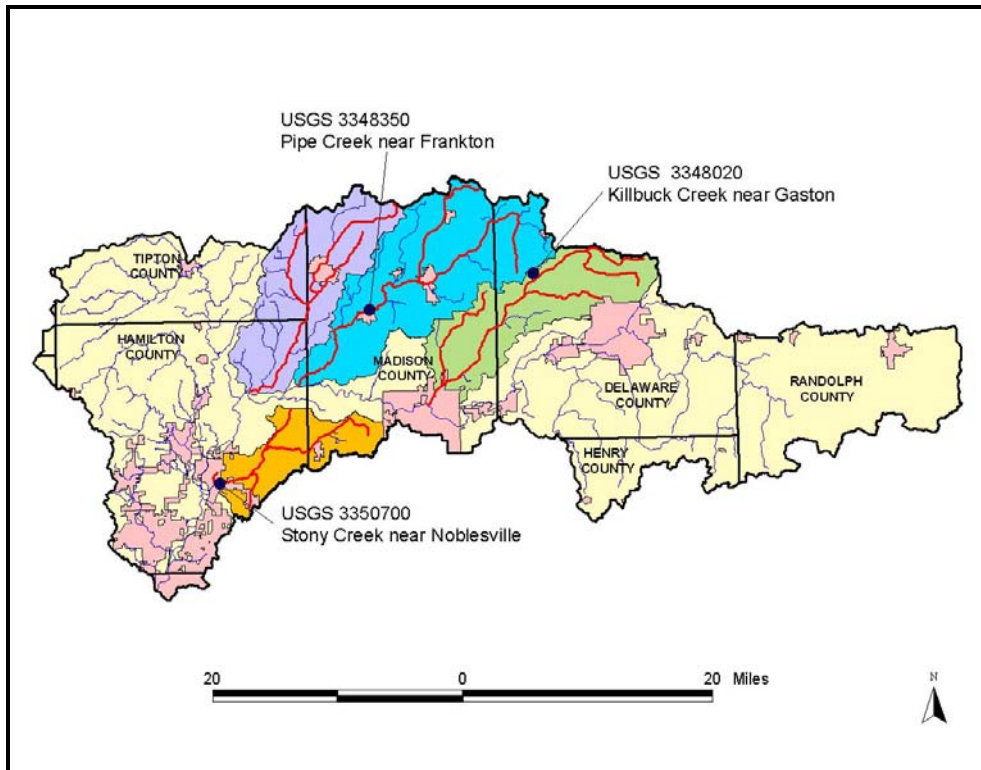 USGS 3348350
Pipe Creek near Frankton
USGS 3348020
Killbuck Creek near Gaston
TIPTON
COUNTY
HAMILTON
COUNTY
MADISON
COUNTY
DELAWARE
COUNTY
RANDOLPH
COUNTY
HENRY
COUNTY
USGS 3350700
Stony Creek near Noblesville
20 0 20 Miles
N